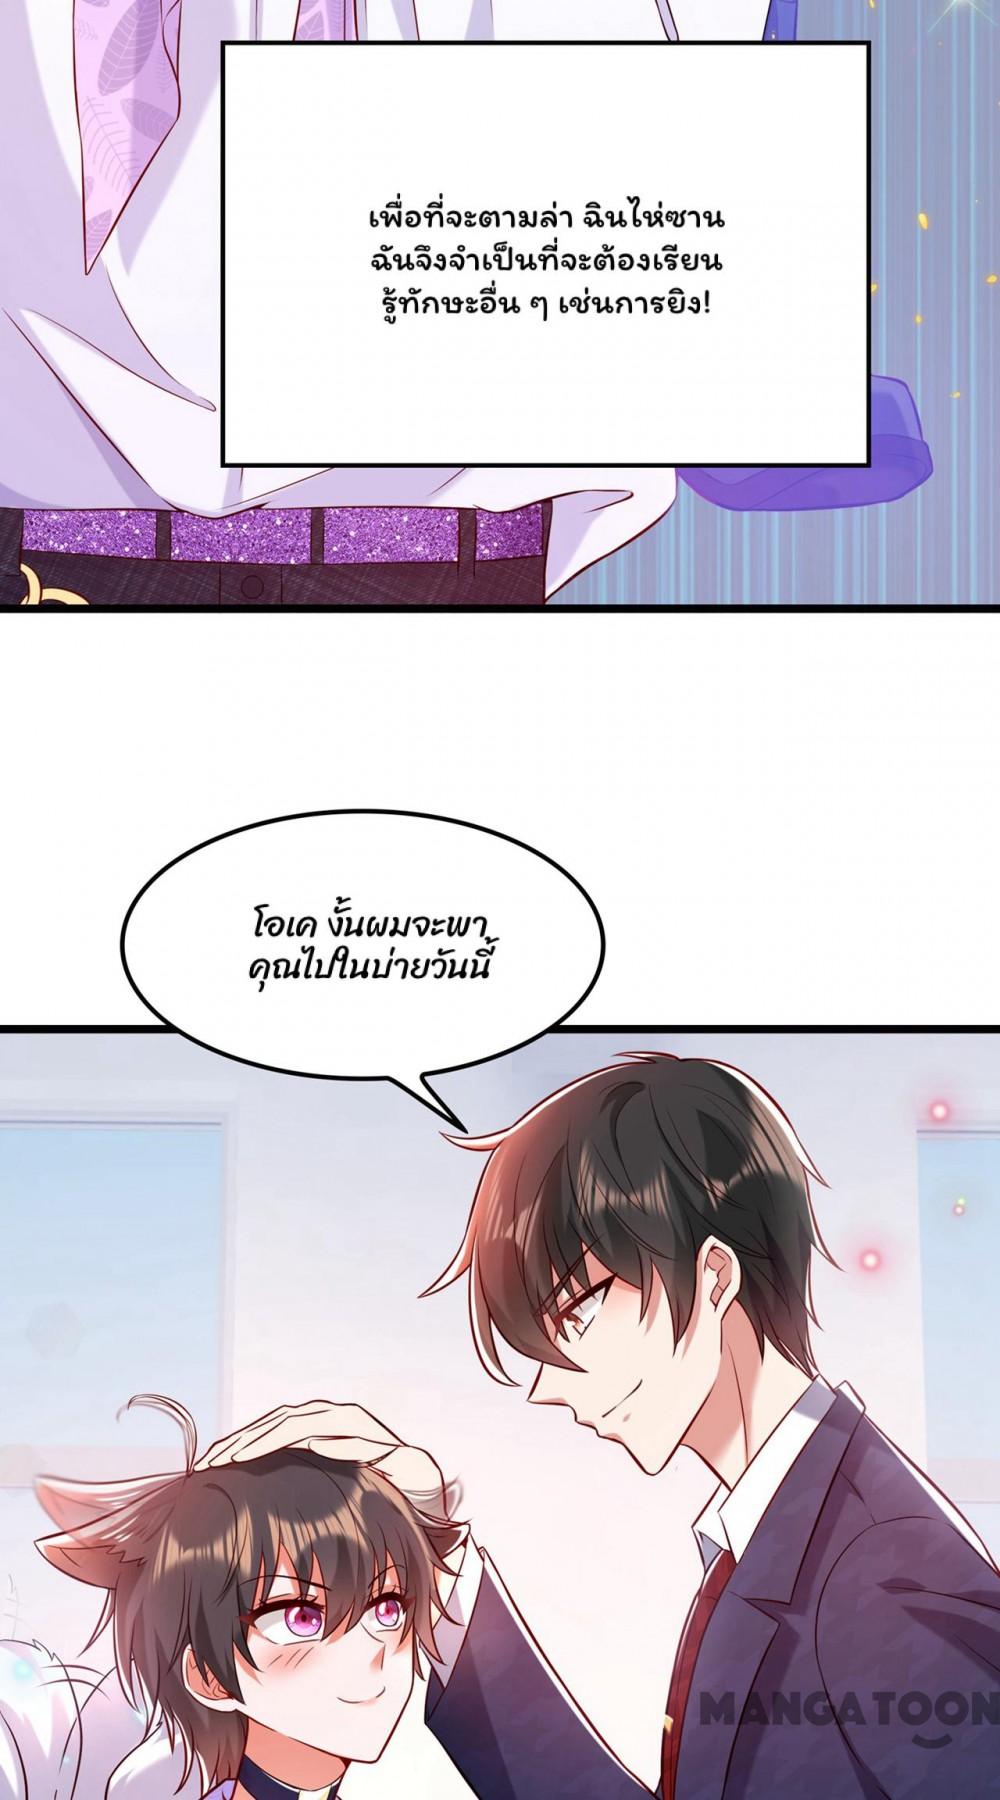 เพื่อที่จะตามล่า ฉินไห่ซาน
ฉันจึงจำเป็นที่จะต้องเรียน
รู้ทักษะอื่น ๆ เช่นการยิง!
โอเค งั้นผมจะพา
คุณไปในบ่ายวันนี้
MANGATOON